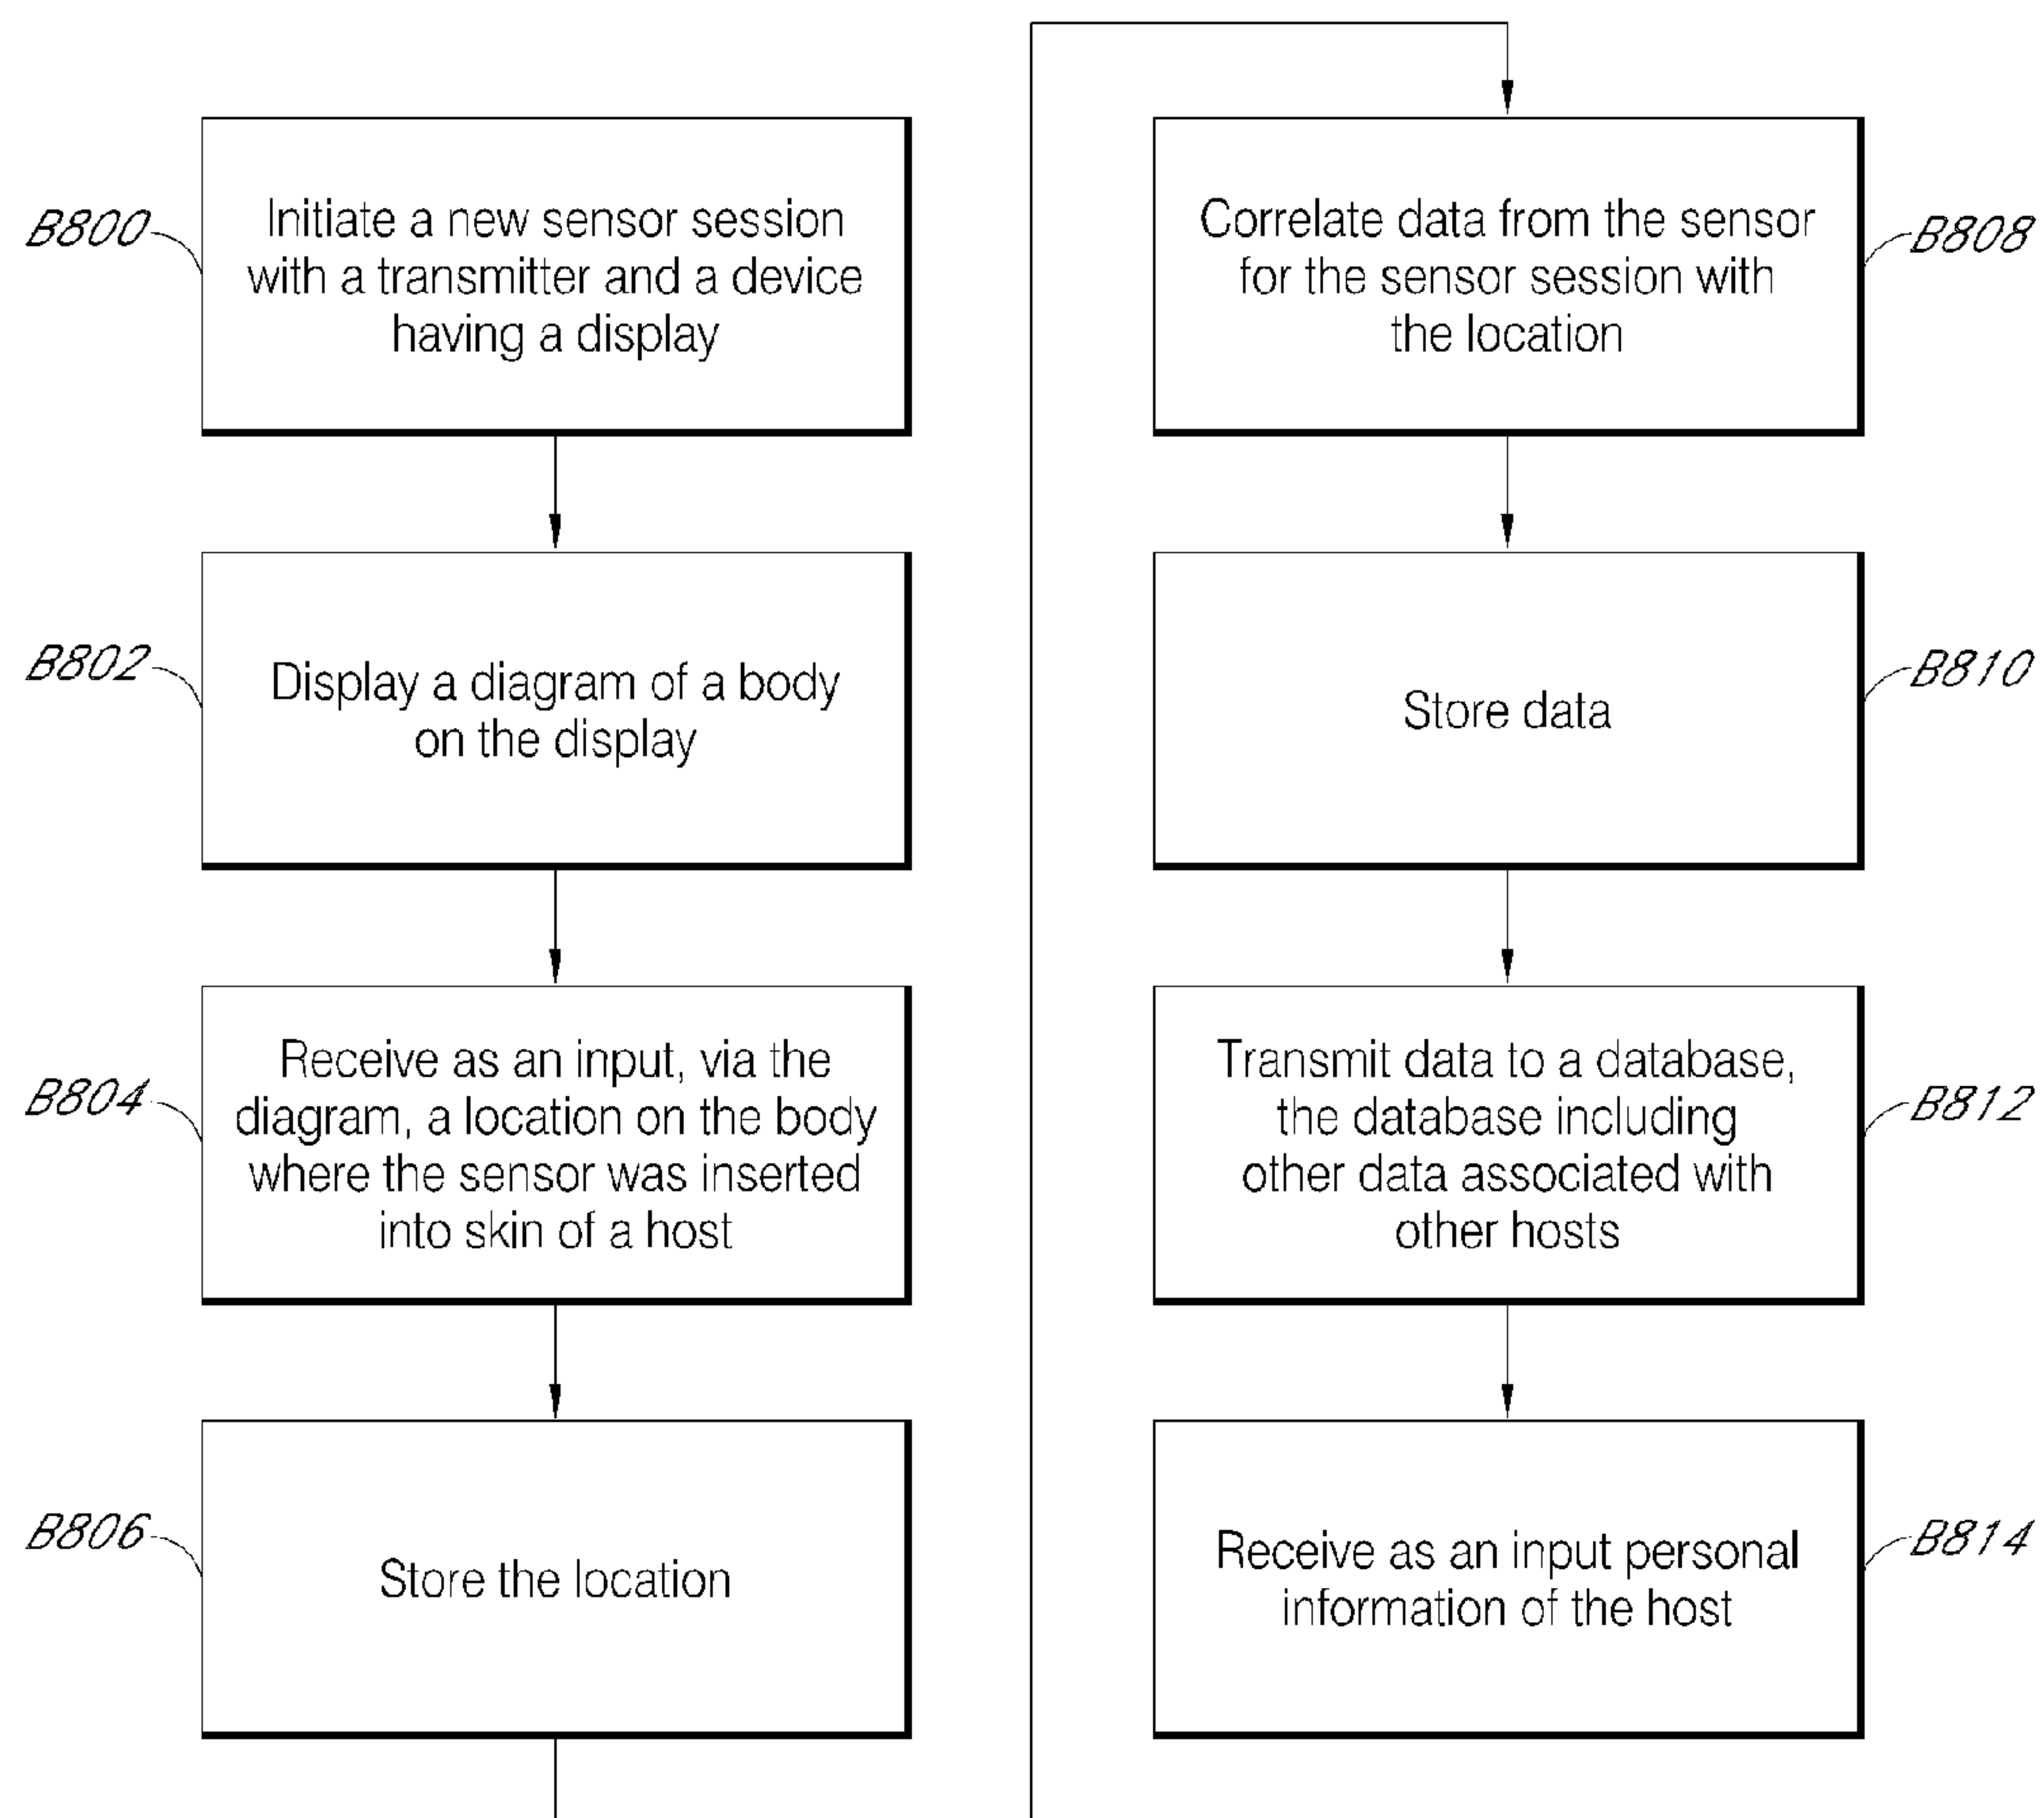 B800
Initiate a new sensor session
with a transmitter and a device
having a display
B802
Display a diagram of a body
on the display
B804
Receive as an input, via the
diagram, a location on the body
where the sensor was inserted
into skin of a host
B806
Store the location
Correlate data from the sensor
for the sensor session with
the location
B808
Store data
B810
Transmit data to a database,
the database including
other data associated with
other hosts
B812
Receive as an input personal
information of the host
B814